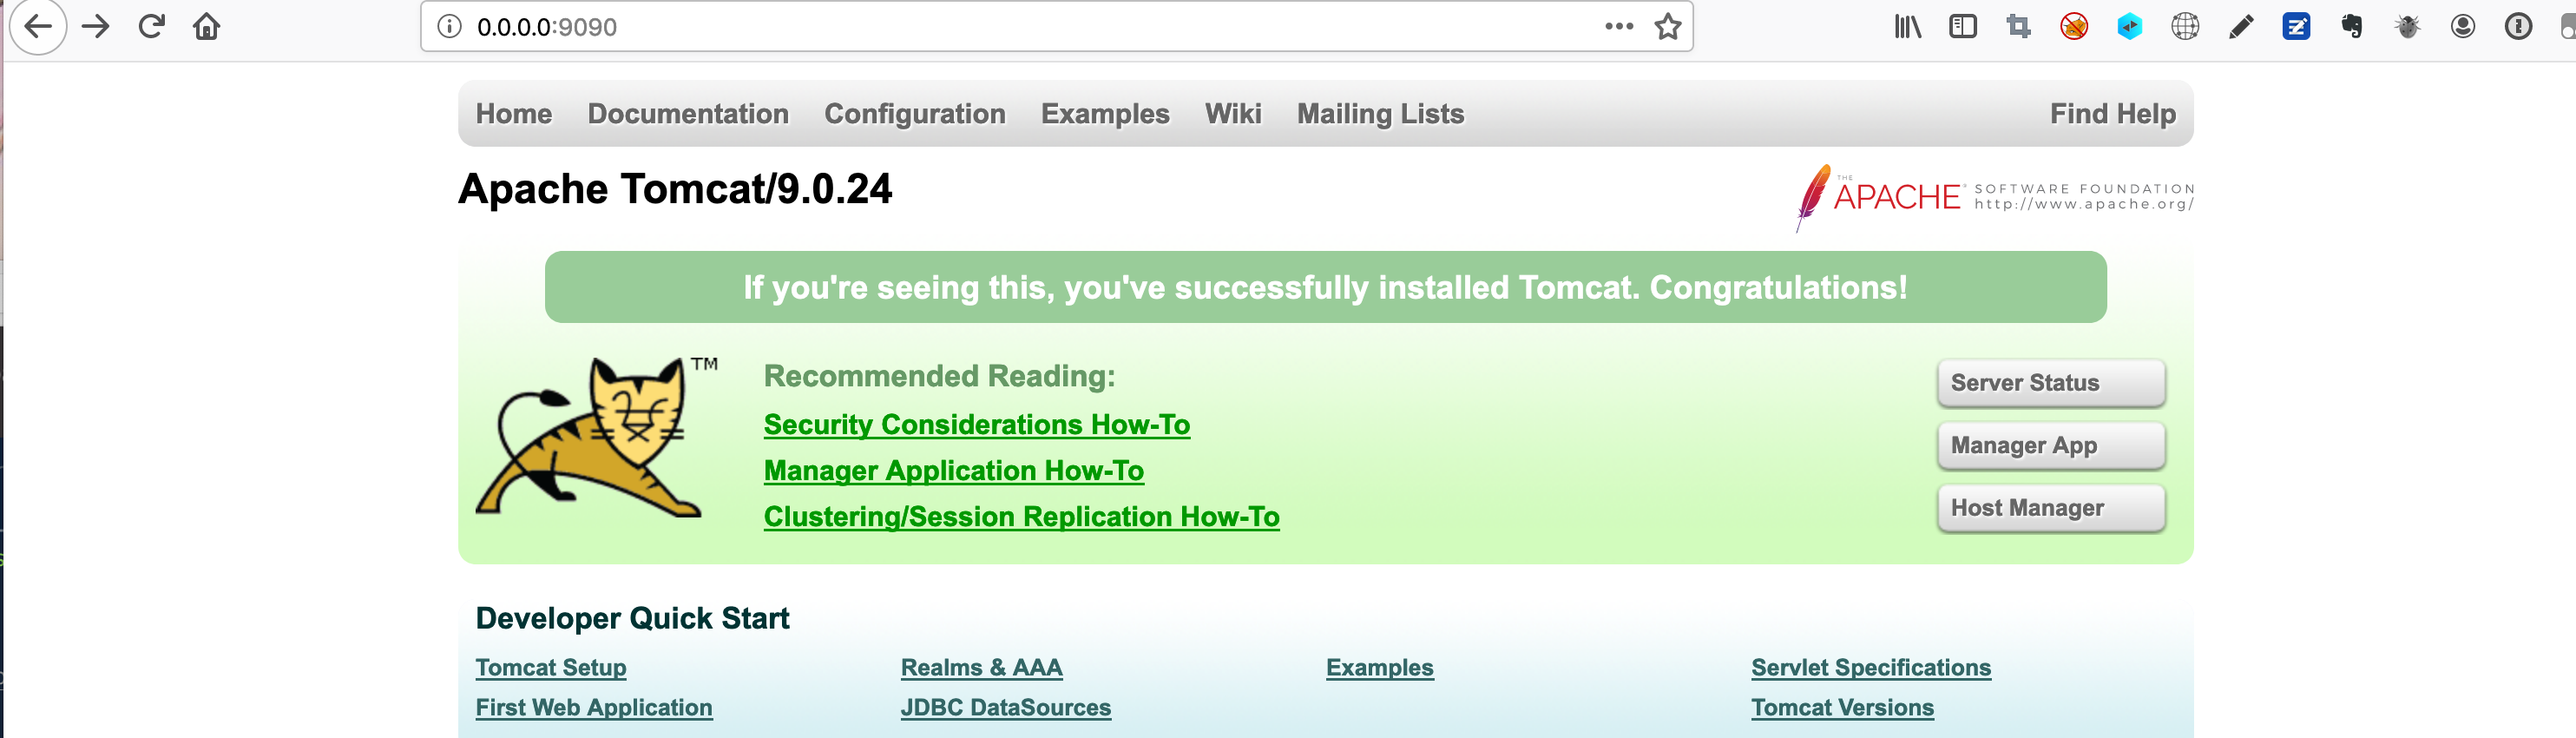 0.0.0.0:9090
Home Documentation Configuration Examples Wiki Mailing Lists Find Help
Apache Tomcat/9.0.24
THE
APACHE® SOFTWARE FOUNDATION
http://www.apache.org/
If you're seeing this, you've successfully installed Tomcat. Congratulations!
TM
Recommended Reading:
Security Considerations How-To
Manager Application How-To
Clustering/Session Replication How-To
Server Status
Manager App
Host Manager
Developer Quick Start
Tomcat Setup Realms & AAA Examples Servlet Specifications
First Web Application JDBC DataSources Tomcat Versions